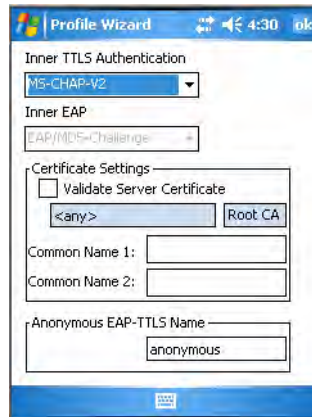 Profile Wizard 4:30 ok
Inner TTLS Authentication
MS-CHAP-V2
Inner EAP
EAP/MD5-Challenge
Certificate Settings
Validate Server Certificate
<any> Root CA
Common Name 1:
Common Name 2:
Anonymous EAP-TTLS Name
anonymous